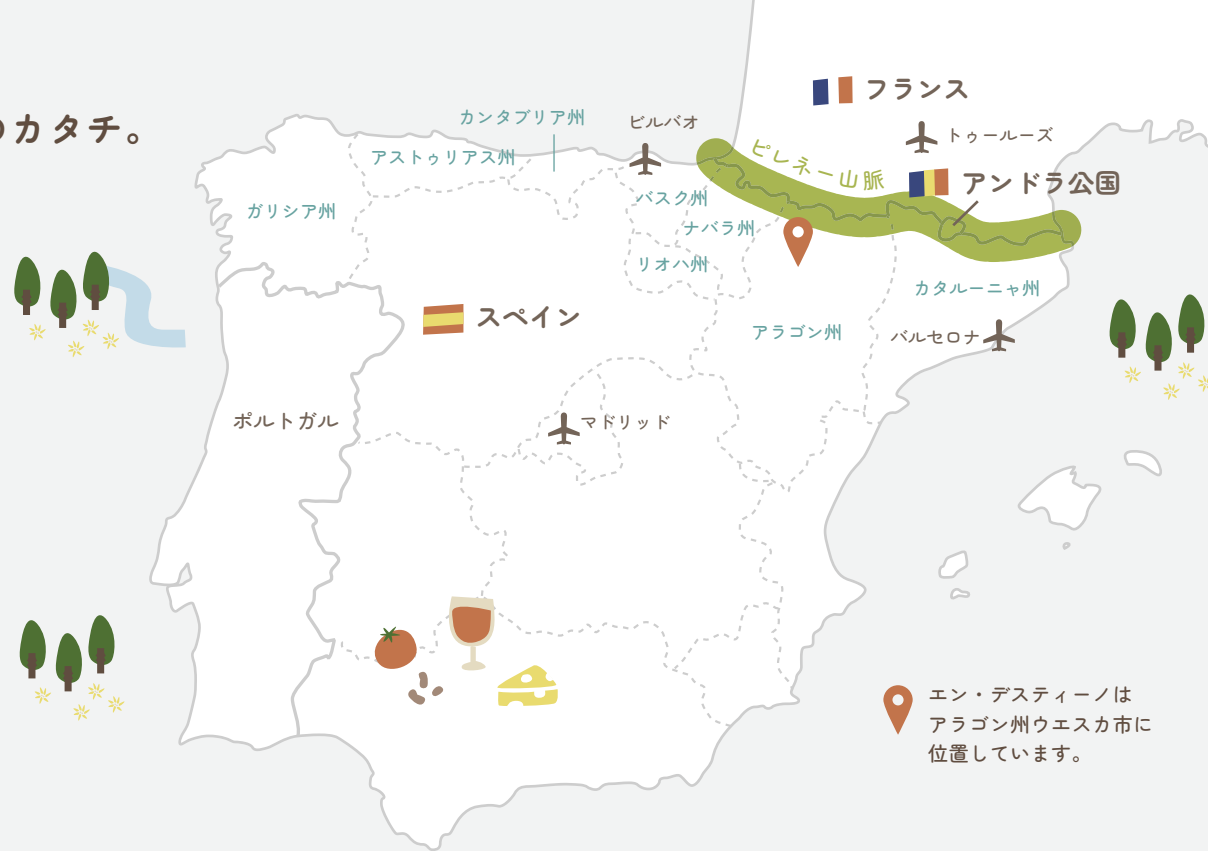 のカタチ。
フランス
カンタブリア州
ビルバオ
トゥールーズ
アストゥリアス州
ピレネー山脈
アンドラ公国
バスク州
ガリシア州
ナバラ州
リオハ州
カタルーニャ州
スペイン
アラゴン州
バルセロナ
ポルトガル
マドリッド
エン・デスティーノは
アラゴン州ウエスカ市に
位置しています。